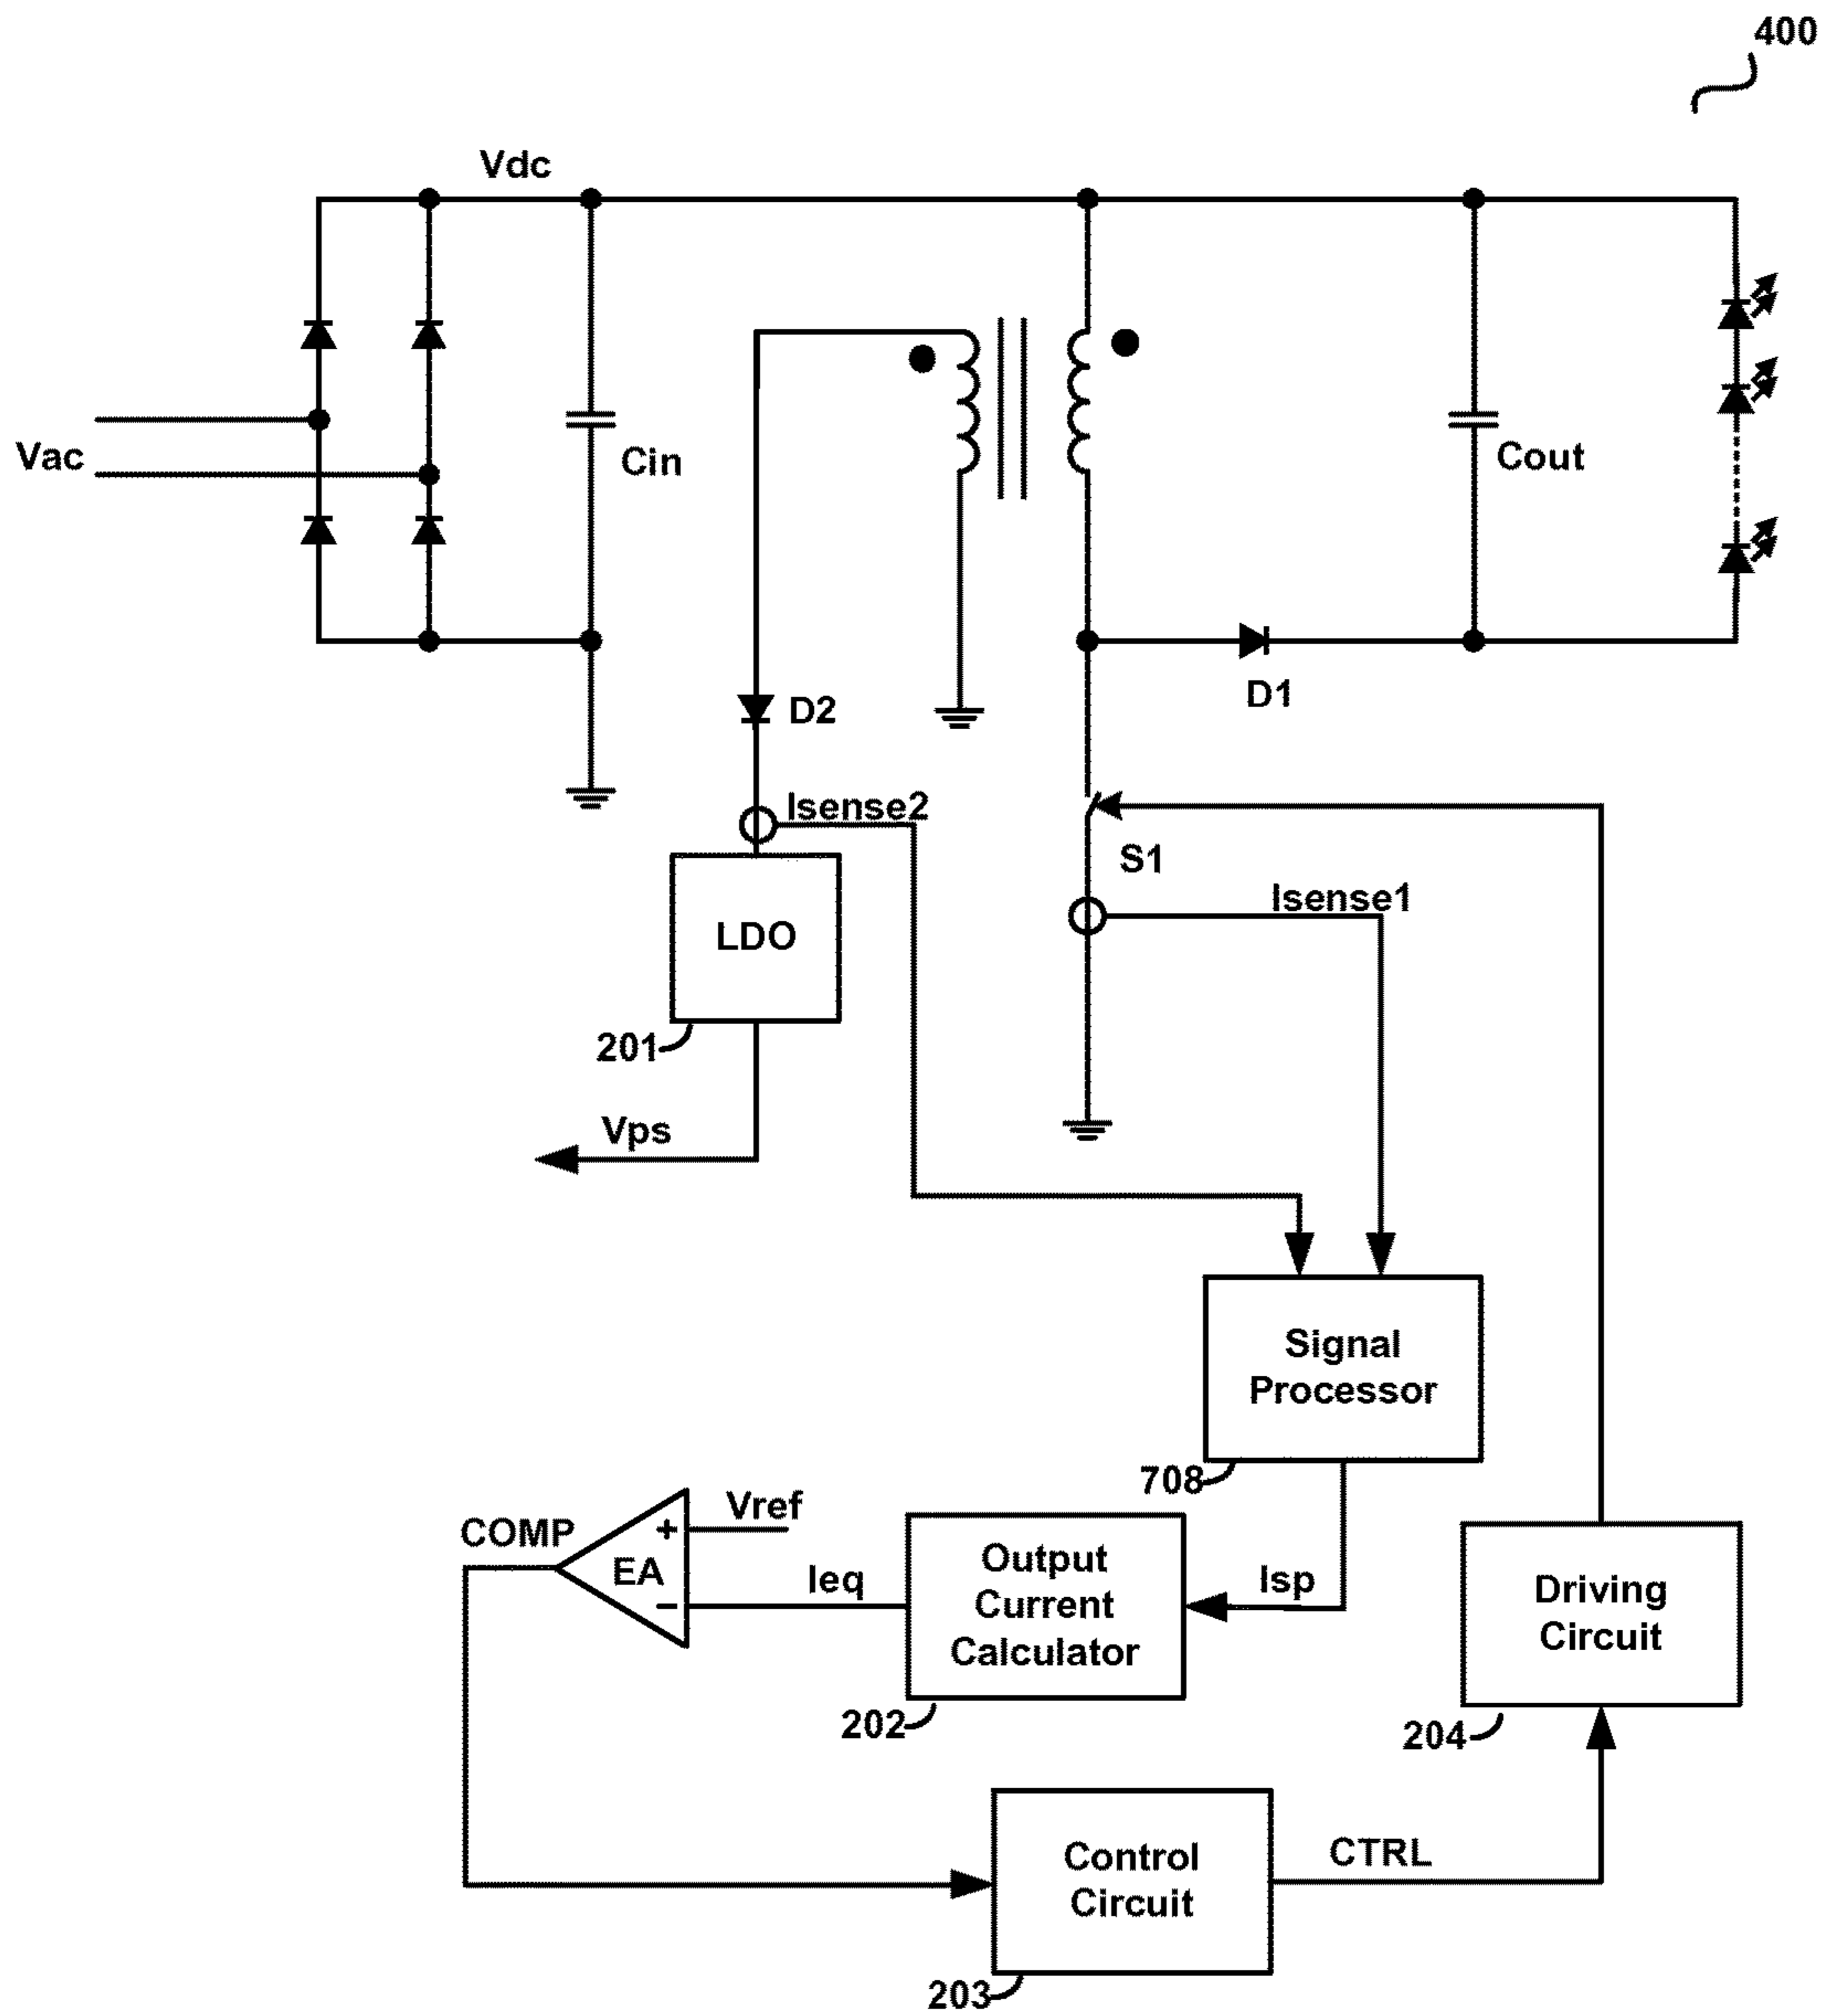 400
Vdc
Vac
Cin
Cout
D2
D1
Isense2
S1
Isense1
LDO
201
Vps
Signal
Processor
708
Vref
COMP
+
EA
-
Ieq
Output
Current
Calculator
Isp
Driving
Circuit
202
204
Control
Circuit
CTRL
203